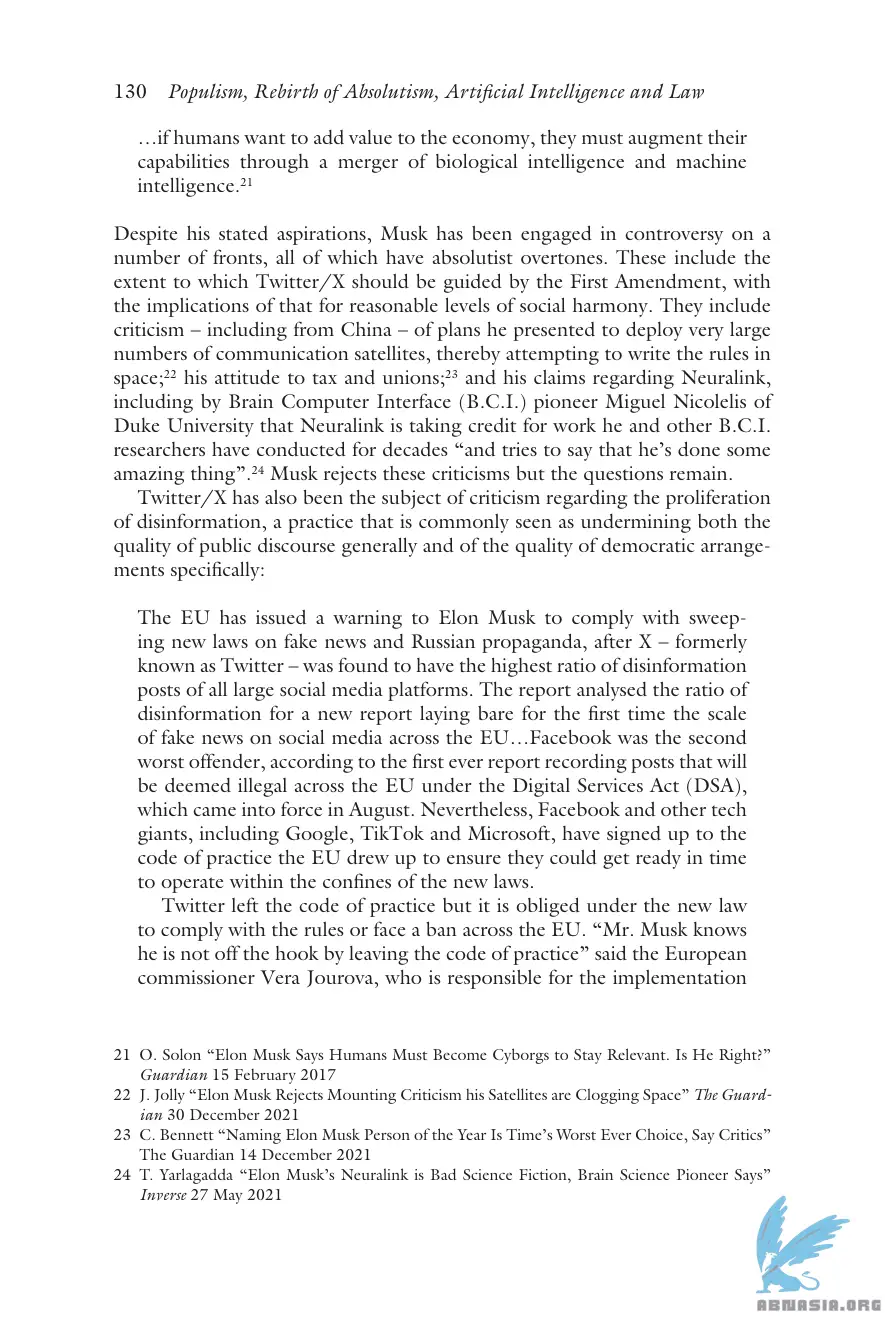 130 Populism, Rebirth of Absolutism, Artificial Intelligence and Law
…if humans want to add value to the economy, they must augment their
capabilities through a merger of biological intelligence and machine
intelligence.²¹
Despite his stated aspirations, Musk has been engaged in controversy on a
number of fronts, all of which have absolutist overtones. These include the
extent to which Twitter/X should be guided by the First Amendment, with
the implications of that for reasonable levels of social harmony. They include
criticism – including from China – of plans he presented to deploy very large
numbers of communication satellites, thereby attempting to write the rules in
space;²² his attitude to tax and unions;²³ and his claims regarding Neuralink,
including by Brain Computer Interface (B.C.I.) pioneer Miguel Nicolelis of
Duke University that Neuralink is taking credit for work he and other B.C.I.
researchers have conducted for decades “and tries to say that he’s done some
amazing thing”.²⁴ Musk rejects these criticisms but the questions remain.
Twitter/X has also been the subject of criticism regarding the proliferation
of disinformation, a practice that is commonly seen as undermining both the
quality of public discourse generally and of the quality of democratic arrange-
ments specifically:
The EU has issued a warning to Elon Musk to comply with sweep-
ing new laws on fake news and Russian propaganda, after X – formerly
known as Twitter – was found to have the highest ratio of disinformation
posts of all large social media platforms. The report analysed the ratio of
disinformation for a new report laying bare for the first time the scale
of fake news on social media across the EU…Facebook was the second
worst offender, according to the first ever report recording posts that will
be deemed illegal across the EU under the Digital Services Act (DSA),
which came into force in August. Nevertheless, Facebook and other tech
giants, including Google, TikTok and Microsoft, have signed up to the
code of practice the EU drew up to ensure they could get ready in time
to operate within the confines of the new laws.
Twitter left the code of practice but it is obliged under the new law
to comply with the rules or face a ban across the EU. “Mr. Musk knows
he is not off the hook by leaving the code of practice” said the European
commissioner Vera Jourova, who is responsible for the implementation
21 O. Solon “Elon Musk Says Humans Must Become Cyborgs to Stay Relevant. Is He Right?”
Guardian 15 February 2017
22 J. Jolly “Elon Musk Rejects Mounting Criticism his Satellites are Clogging Space” The Guard-
ian 30 December 2021
23 C. Bennett “Naming Elon Musk Person of the Year Is Time’s Worst Ever Choice, Say Critics”
The Guardian 14 December 2021
24 T. Yarlagadda “Elon Musk’s Neuralink is Bad Science Fiction, Brain Science Pioneer Says”
Inverse 27 May 2021
ABNASIA.ORG